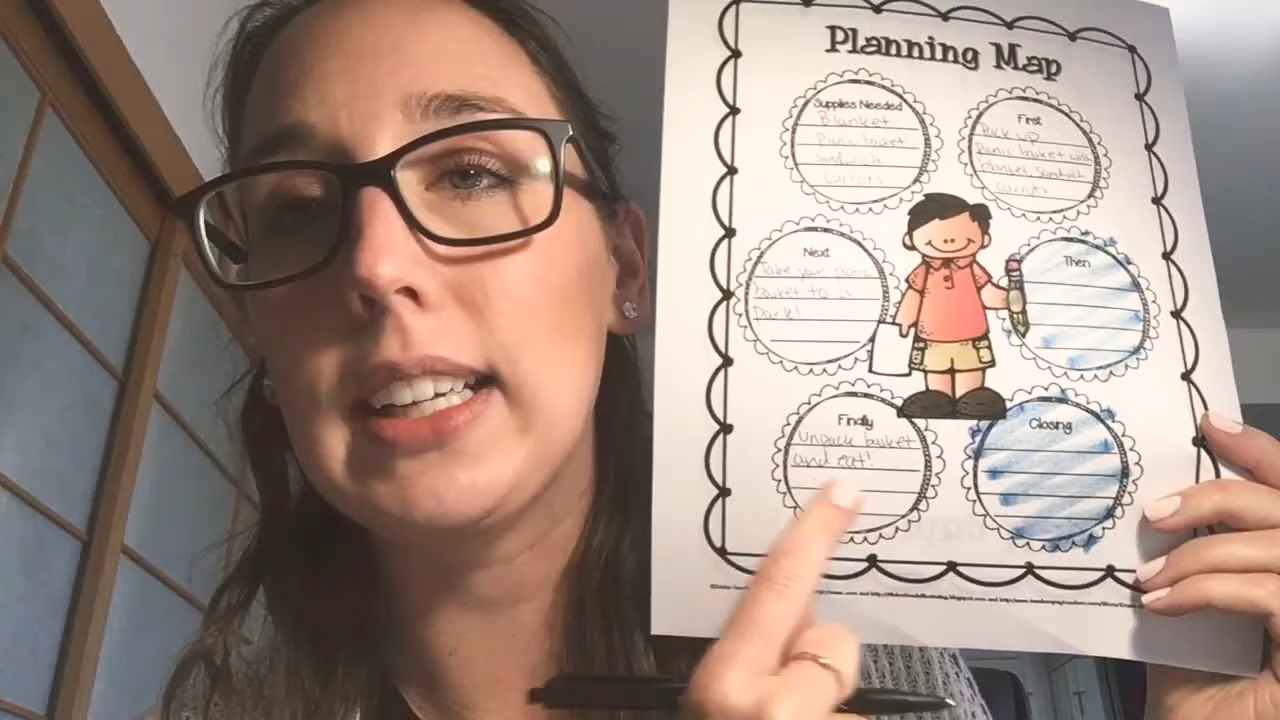 Planning Map
Supplies Needed
Blanket
Picnic basket
sandwich
carrots
First
Pick up
Picnic basket with
blanket, sandwich
carrots
Next
Take your picnic
basket to a
park!
Then
Finally
Unpack basket
and eat!
Closing